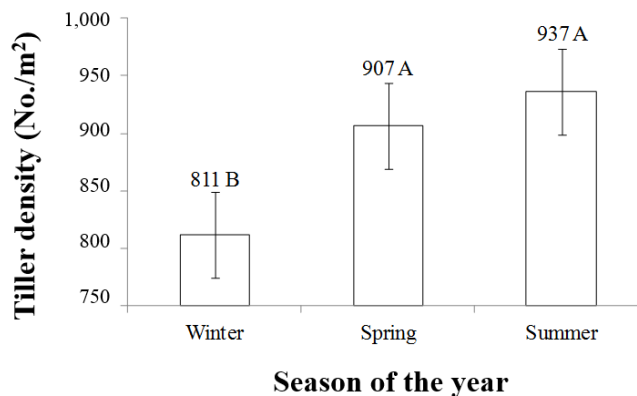 Tiller density (No./m²)
1,000
950
900
850
800
750
811 B
907 A
937 A
Winter
Spring
Summer
Season of the year